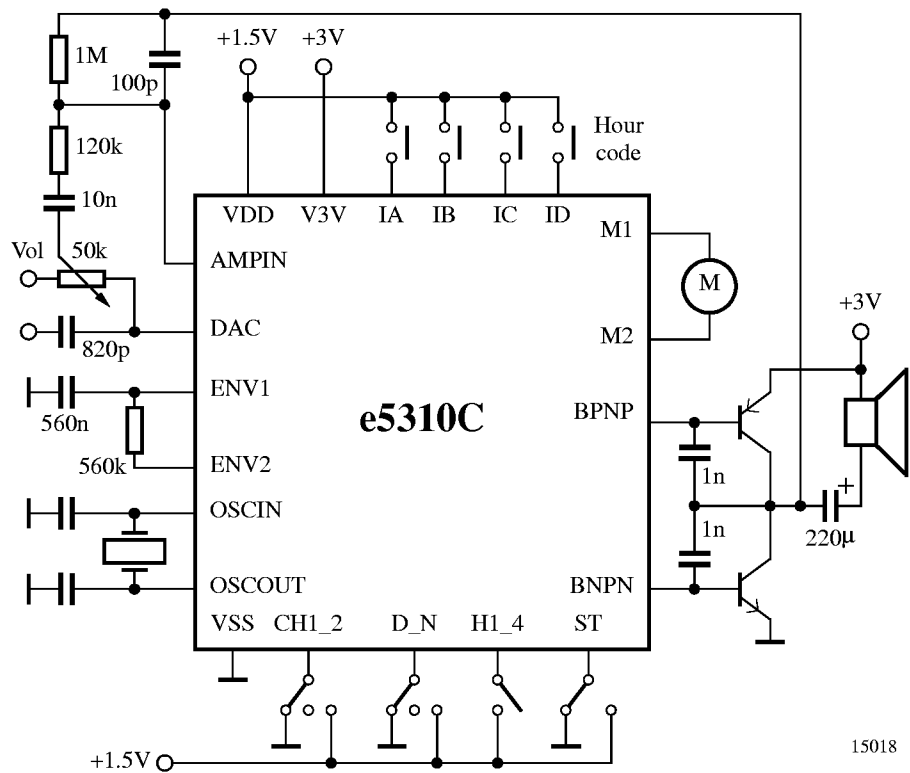 1M
100p
+1.5V
+3V
120k
Hour
code
10n
VDD
V3V
IA
IB
IC
ID
M1
Vol
50k
AMPIN
M
+3V
DAC
M2
820p
ENV1
560n
e5310C
BPNP
560k
ENV2
1n
OSCIN
1n
+
220µ
OSCOUT
BNPN
VSS
CH1_2
D_N
H1_4
ST
+1.5V
15018